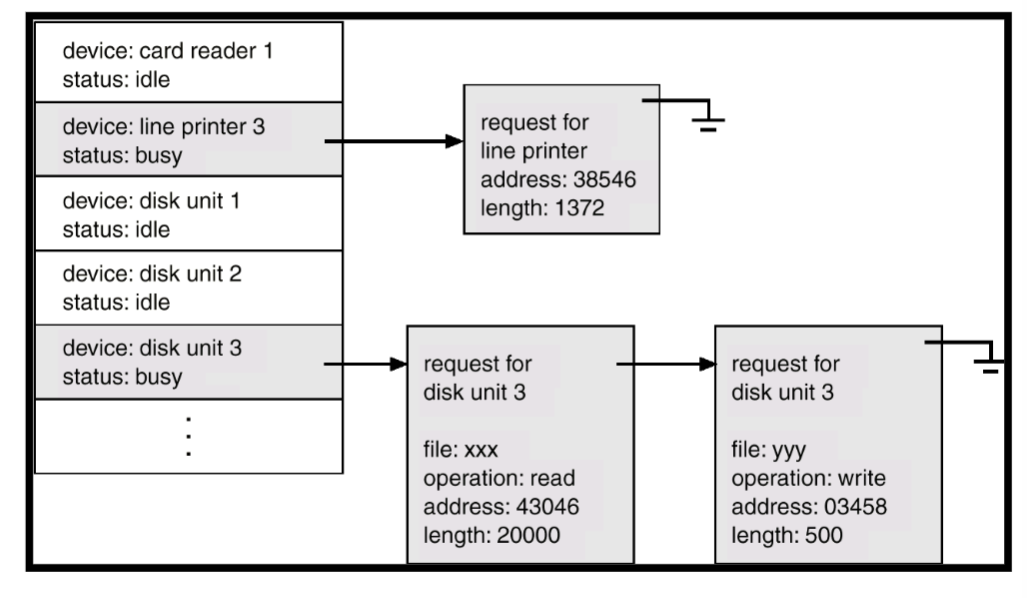 device: card reader 1
status: idle
device: line printer 3
status: busy
device: disk unit 1
status: idle
device: disk unit 2
status: idle
device: disk unit 3
status: busy
request for
line printer
address: 38546
length: 1372
request for
disk unit 3
file: xxx
operation: read
address: 43046
length: 20000
request for
disk unit 3
file: yyy
operation: write
address: 03458
length: 500